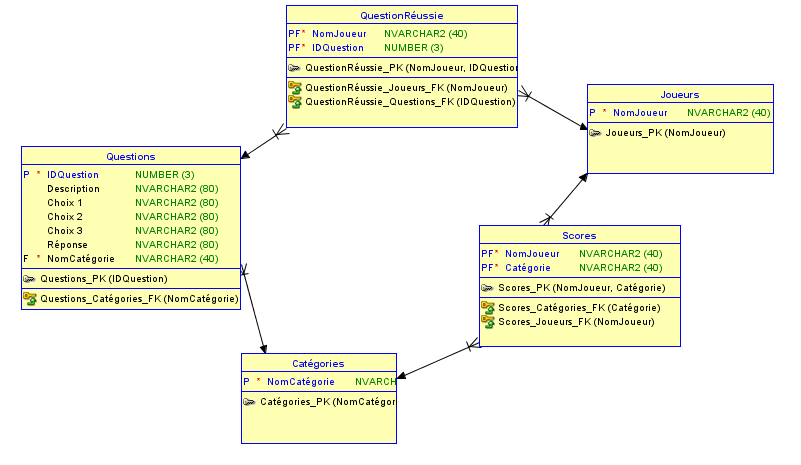 QuestionRéussie
PF* NomJoueur NVARCHAR2 (40)
PF* IDQuestion NUMBER (3)
QuestionRéussie_PK (NomJoueur, IDQuestion
QuestionRéussie_Joueurs_FK (NomJoueur)
QuestionRéussie_Questions_FK (IDQuestion)
Joueurs
P * NomJoueur NVARCHAR2 (40)
Joueurs_PK (NomJoueur)
Questions
P * IDQuestion NUMBER (3)
Description NVARCHAR2 (80)
Choix 1 NVARCHAR2 (80)
Choix 2 NVARCHAR2 (80)
Choix 3 NVARCHAR2 (80)
Réponse NVARCHAR2 (80)
F * NomCatégorie NVARCHAR2 (40)
Questions_PK (IDQuestion)
Questions_Catégories_FK (NomCatégorie)
Scores
PF* NomJoueur NVARCHAR2 (40)
PF* Catégorie NVARCHAR2 (40)
Scores_PK (NomJoueur, Catégorie)
Scores_Catégories_FK (Catégorie)
Scores_Joueurs_FK (NomJoueur)
Catégories
P * NomCatégorie NVARCH
Catégories_PK (NomCatégor